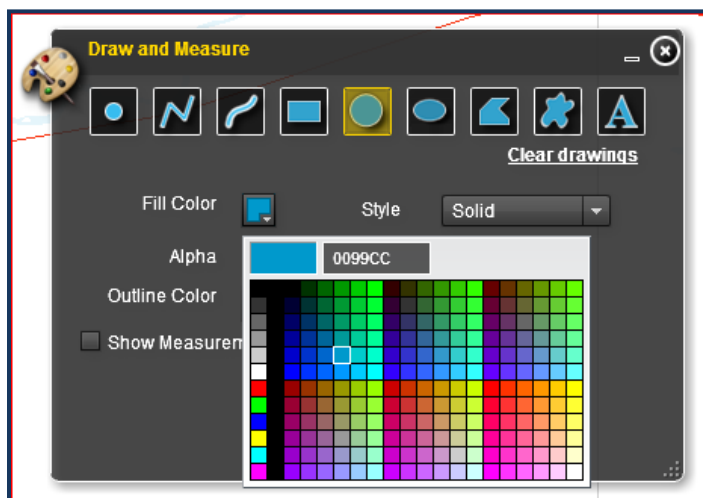 Draw and Measure
A
Clear drawings
Fill Color
Style
Solid
Alpha
0099CC
Outline Color
Show Measurem